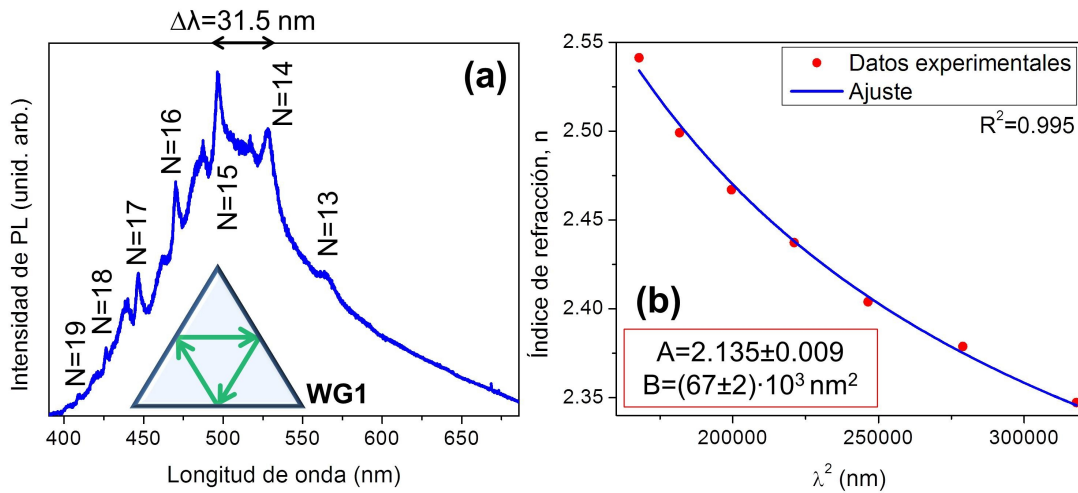 Δλ=31.5 nm
(a)
N=19
N=18
N=17
N=16
N=15
N=14
N=13
WG1
Intensidad de PL (unid. arb.)
400
450
500
550
600
650
Longitud de onda (nm)
2.55
2.50
2.45
2.40
2.35
Índice de refracción, n
Datos experimentales
Ajuste
R²=0.995
(b)
A=2.135±0.009
B=(67±2)·10³ nm²
200000
250000
300000
λ² (nm)